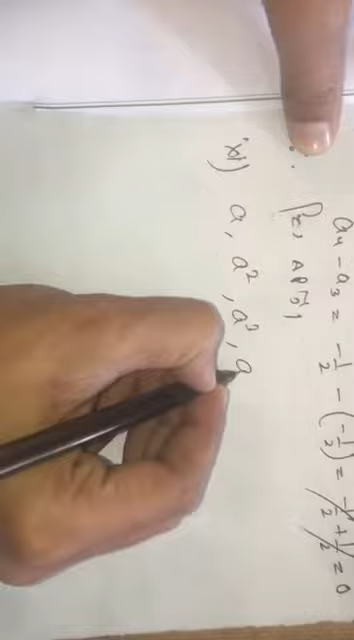 a₄ - a₃ = -1/2 - (-1/2) = -1/2 + 1/2 = 0
xi) a, a², a³, a